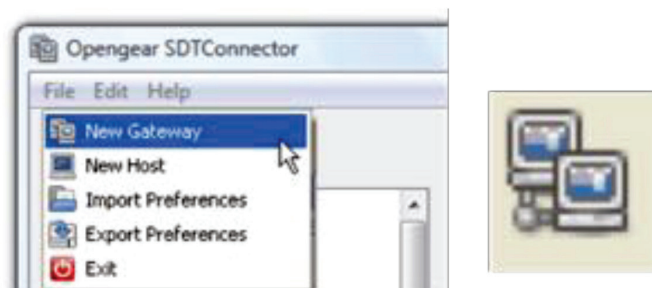 Opengear SDTConnector
File Edit Help
New Gateway
New Host
Import Preferences
Export Preferences
Exit